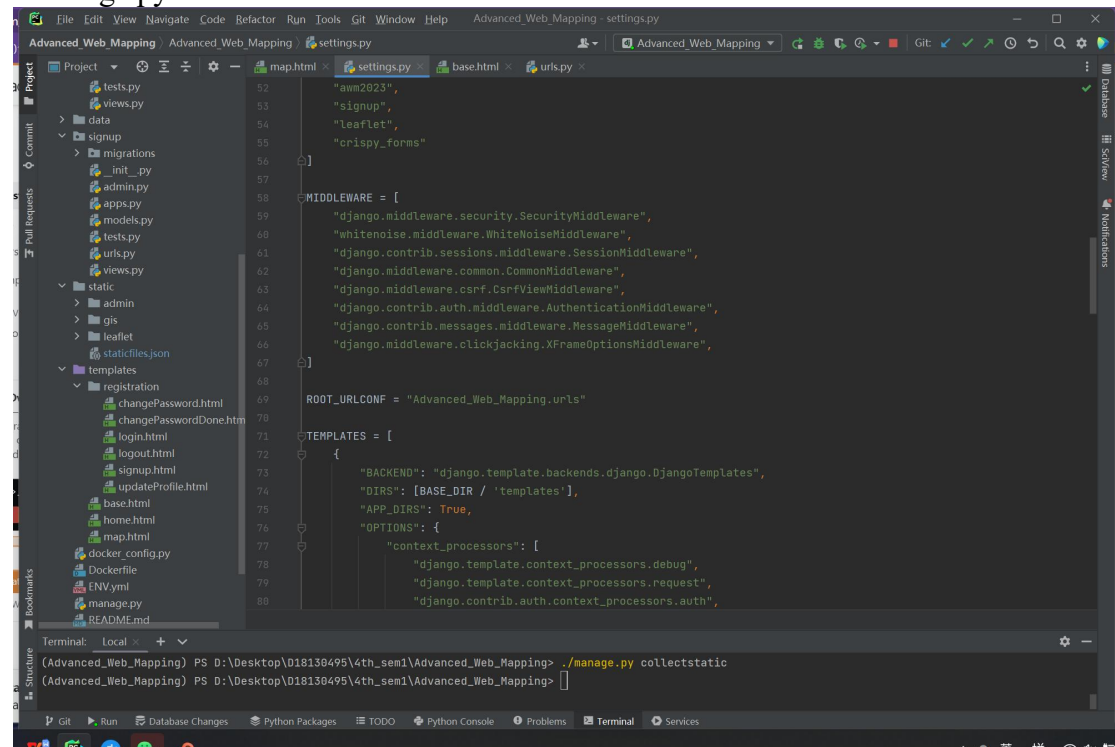 File Edit View Navigate Code Refactor Run Tools Git Window Help Advanced_Web_Mapping - settings.py
Advanced_Web_Mapping Advanced_Web_Mapping settings.py Advanced_Web_Mapping Git:
Project map.html settings.py base.html urls.py
tests.py
views.py
data
signup
migrations
__init__.py
admin.py
apps.py
models.py
tests.py
urls.py
views.py
static
admin
gis
leaflet
staticfiles.json
templates
registration
changePassword.html
changePasswordDone.htm
login.html
logout.html
signup.html
updateProfile.html
base.html
home.html
map.html
docker_config.py
Dockerfile
ENV.yml
manage.py
README.md
52 "awm2023",
53 "signup",
54 "leaflet",
55 "crispy_forms"
56 ]
57
58 MIDDLEWARE = [
59 "django.middleware.security.SecurityMiddleware",
60 "whitenoise.middleware.WhiteNoiseMiddleware",
61 "django.contrib.sessions.middleware.SessionMiddleware",
62 "django.middleware.common.CommonMiddleware",
63 "django.middleware.csrf.CsrfViewMiddleware",
64 "django.contrib.auth.middleware.AuthenticationMiddleware",
65 "django.contrib.messages.middleware.MessageMiddleware",
66 "django.middleware.clickjacking.XFrameOptionsMiddleware",
67 ]
68
69 ROOT_URLCONF = "Advanced_Web_Mapping.urls"
70
71 TEMPLATES = [
72 {
73 "BACKEND": "django.template.backends.django.DjangoTemplates",
74 "DIRS": [BASE_DIR / 'templates'],
75 "APP_DIRS": True,
76 "OPTIONS": {
77 "context_processors": [
78 "django.template.context_processors.debug",
79 "django.template.context_processors.request",
80 "django.contrib.auth.context_processors.auth",
Project
Commit
Pull Requests
Bookmarks
Structure
Database
SciView
Notifications
Terminal: Local
(Advanced_Web_Mapping) PS D:\Desktop\D18130495\4th_sem1\Advanced_Web_Mapping> ./manage.py collectstatic
(Advanced_Web_Mapping) PS D:\Desktop\D18130495\4th_sem1\Advanced_Web_Mapping>
Git Run Database Changes Python Packages TODO Python Console Problems Terminal Services